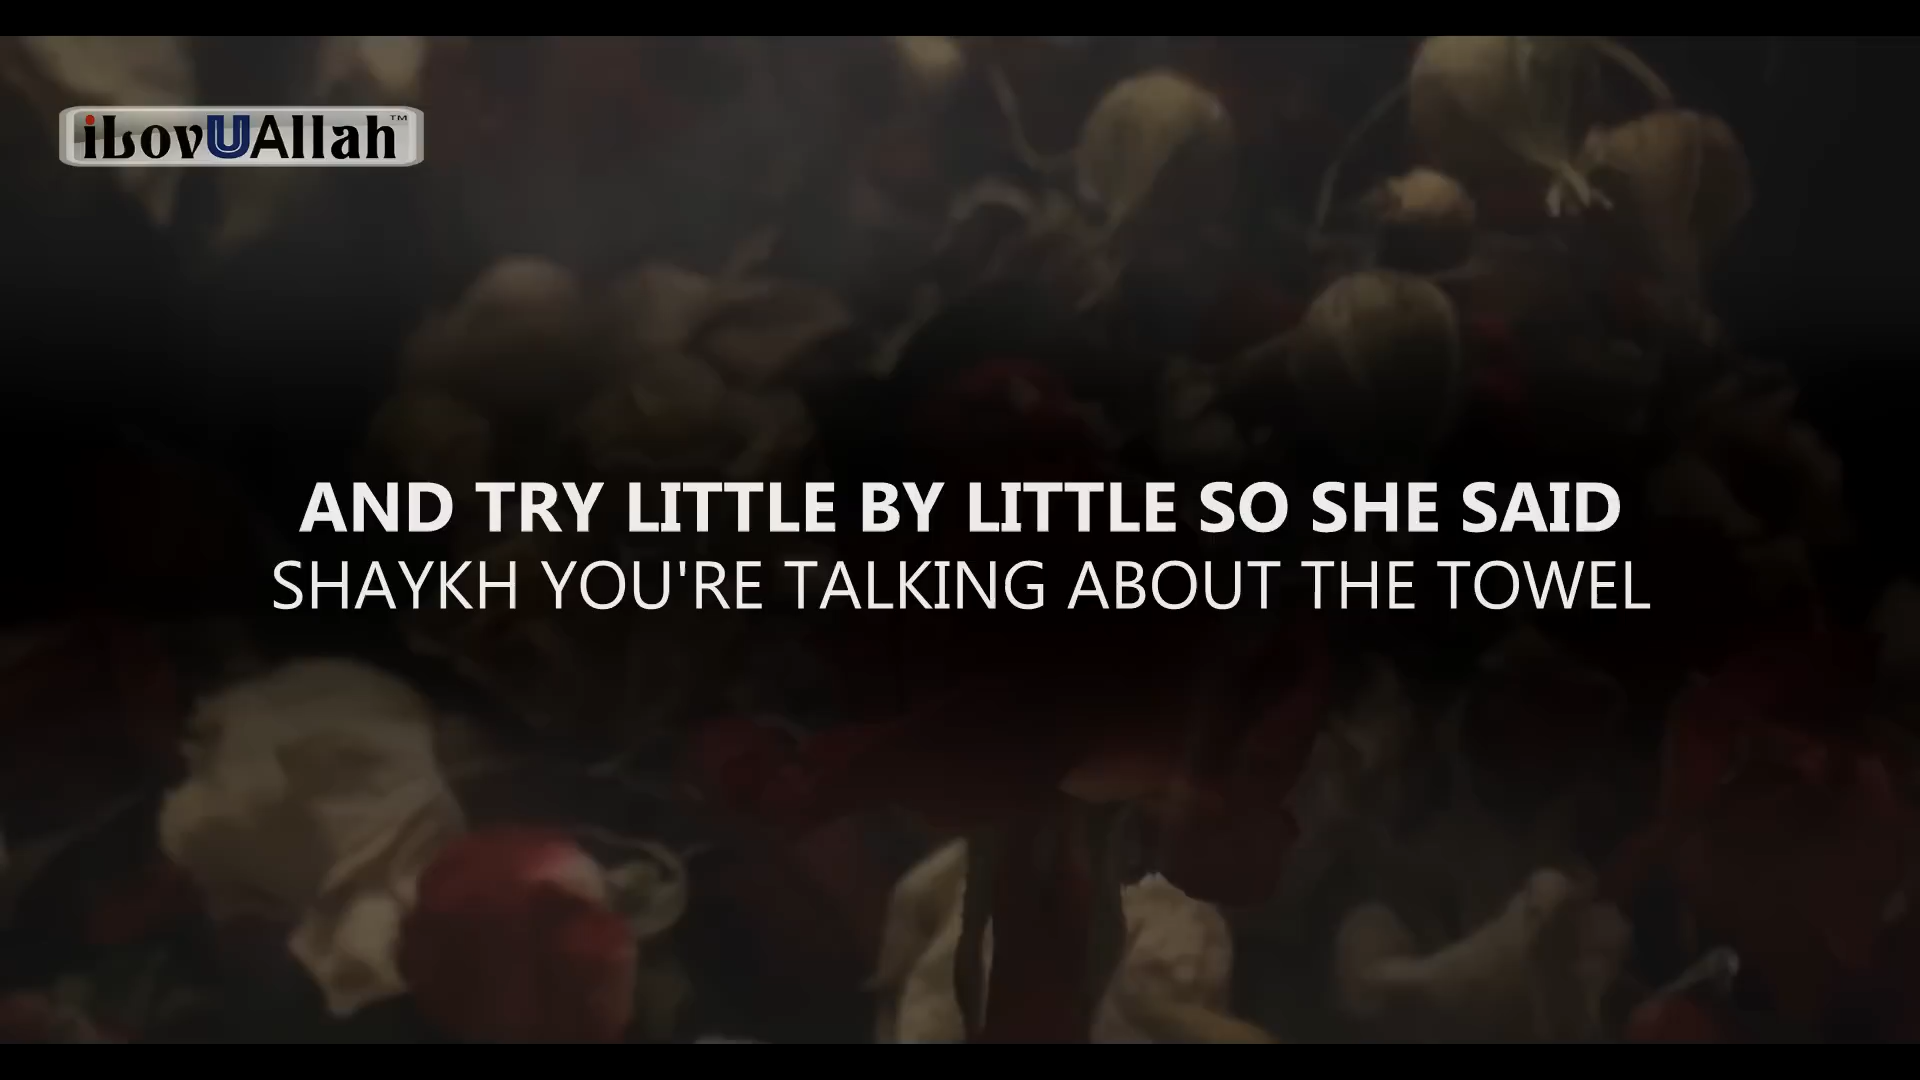 iLovUAllah™
AND TRY LITTLE BY LITTLE SO SHE SAID
SHAYKH YOU'RE TALKING ABOUT THE TOWEL